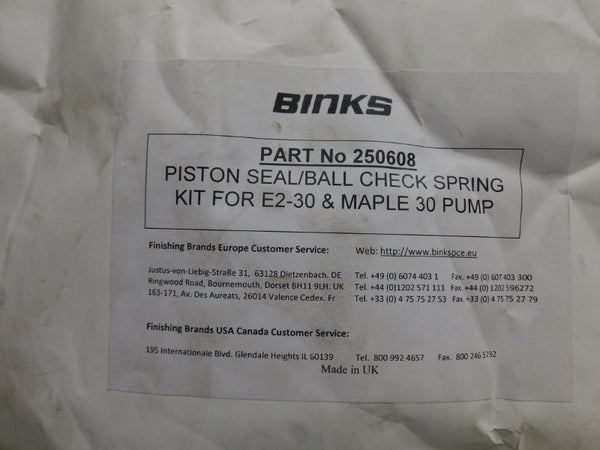 BINKS
PART No 250608
PISTON SEAL/BALL CHECK SPRING
KIT FOR E2-30 & MAPLE 30 PUMP
Finishing Brands Europe Customer Service: Web: http://www.binkspce.eu
Justus-von-Liebig-Straße 31, 63128 Dietzenbach. DE Tel. +49 (0) 6074 403 1 Fax. +49 (0) 607 403 300
Ringwood Road, Bournemouth, Dorset BH11 9LH. UK Tel. +44 (0)1202 571 111 Fax. +44 (0) 1202 596272
163-171, Av. Des Aureats, 26014 Valence Cedex. Fr Tel. +33 (0) 4 75 75 27 53 Fax. +33 (0) 4 75 75 27 79
Finishing Brands USA Canada Customer Service:
195 Internationale Blvd. Glendale Heights IL 60139 Tel. 800 992 4657 Fax. 800 246 5732
Made in UK